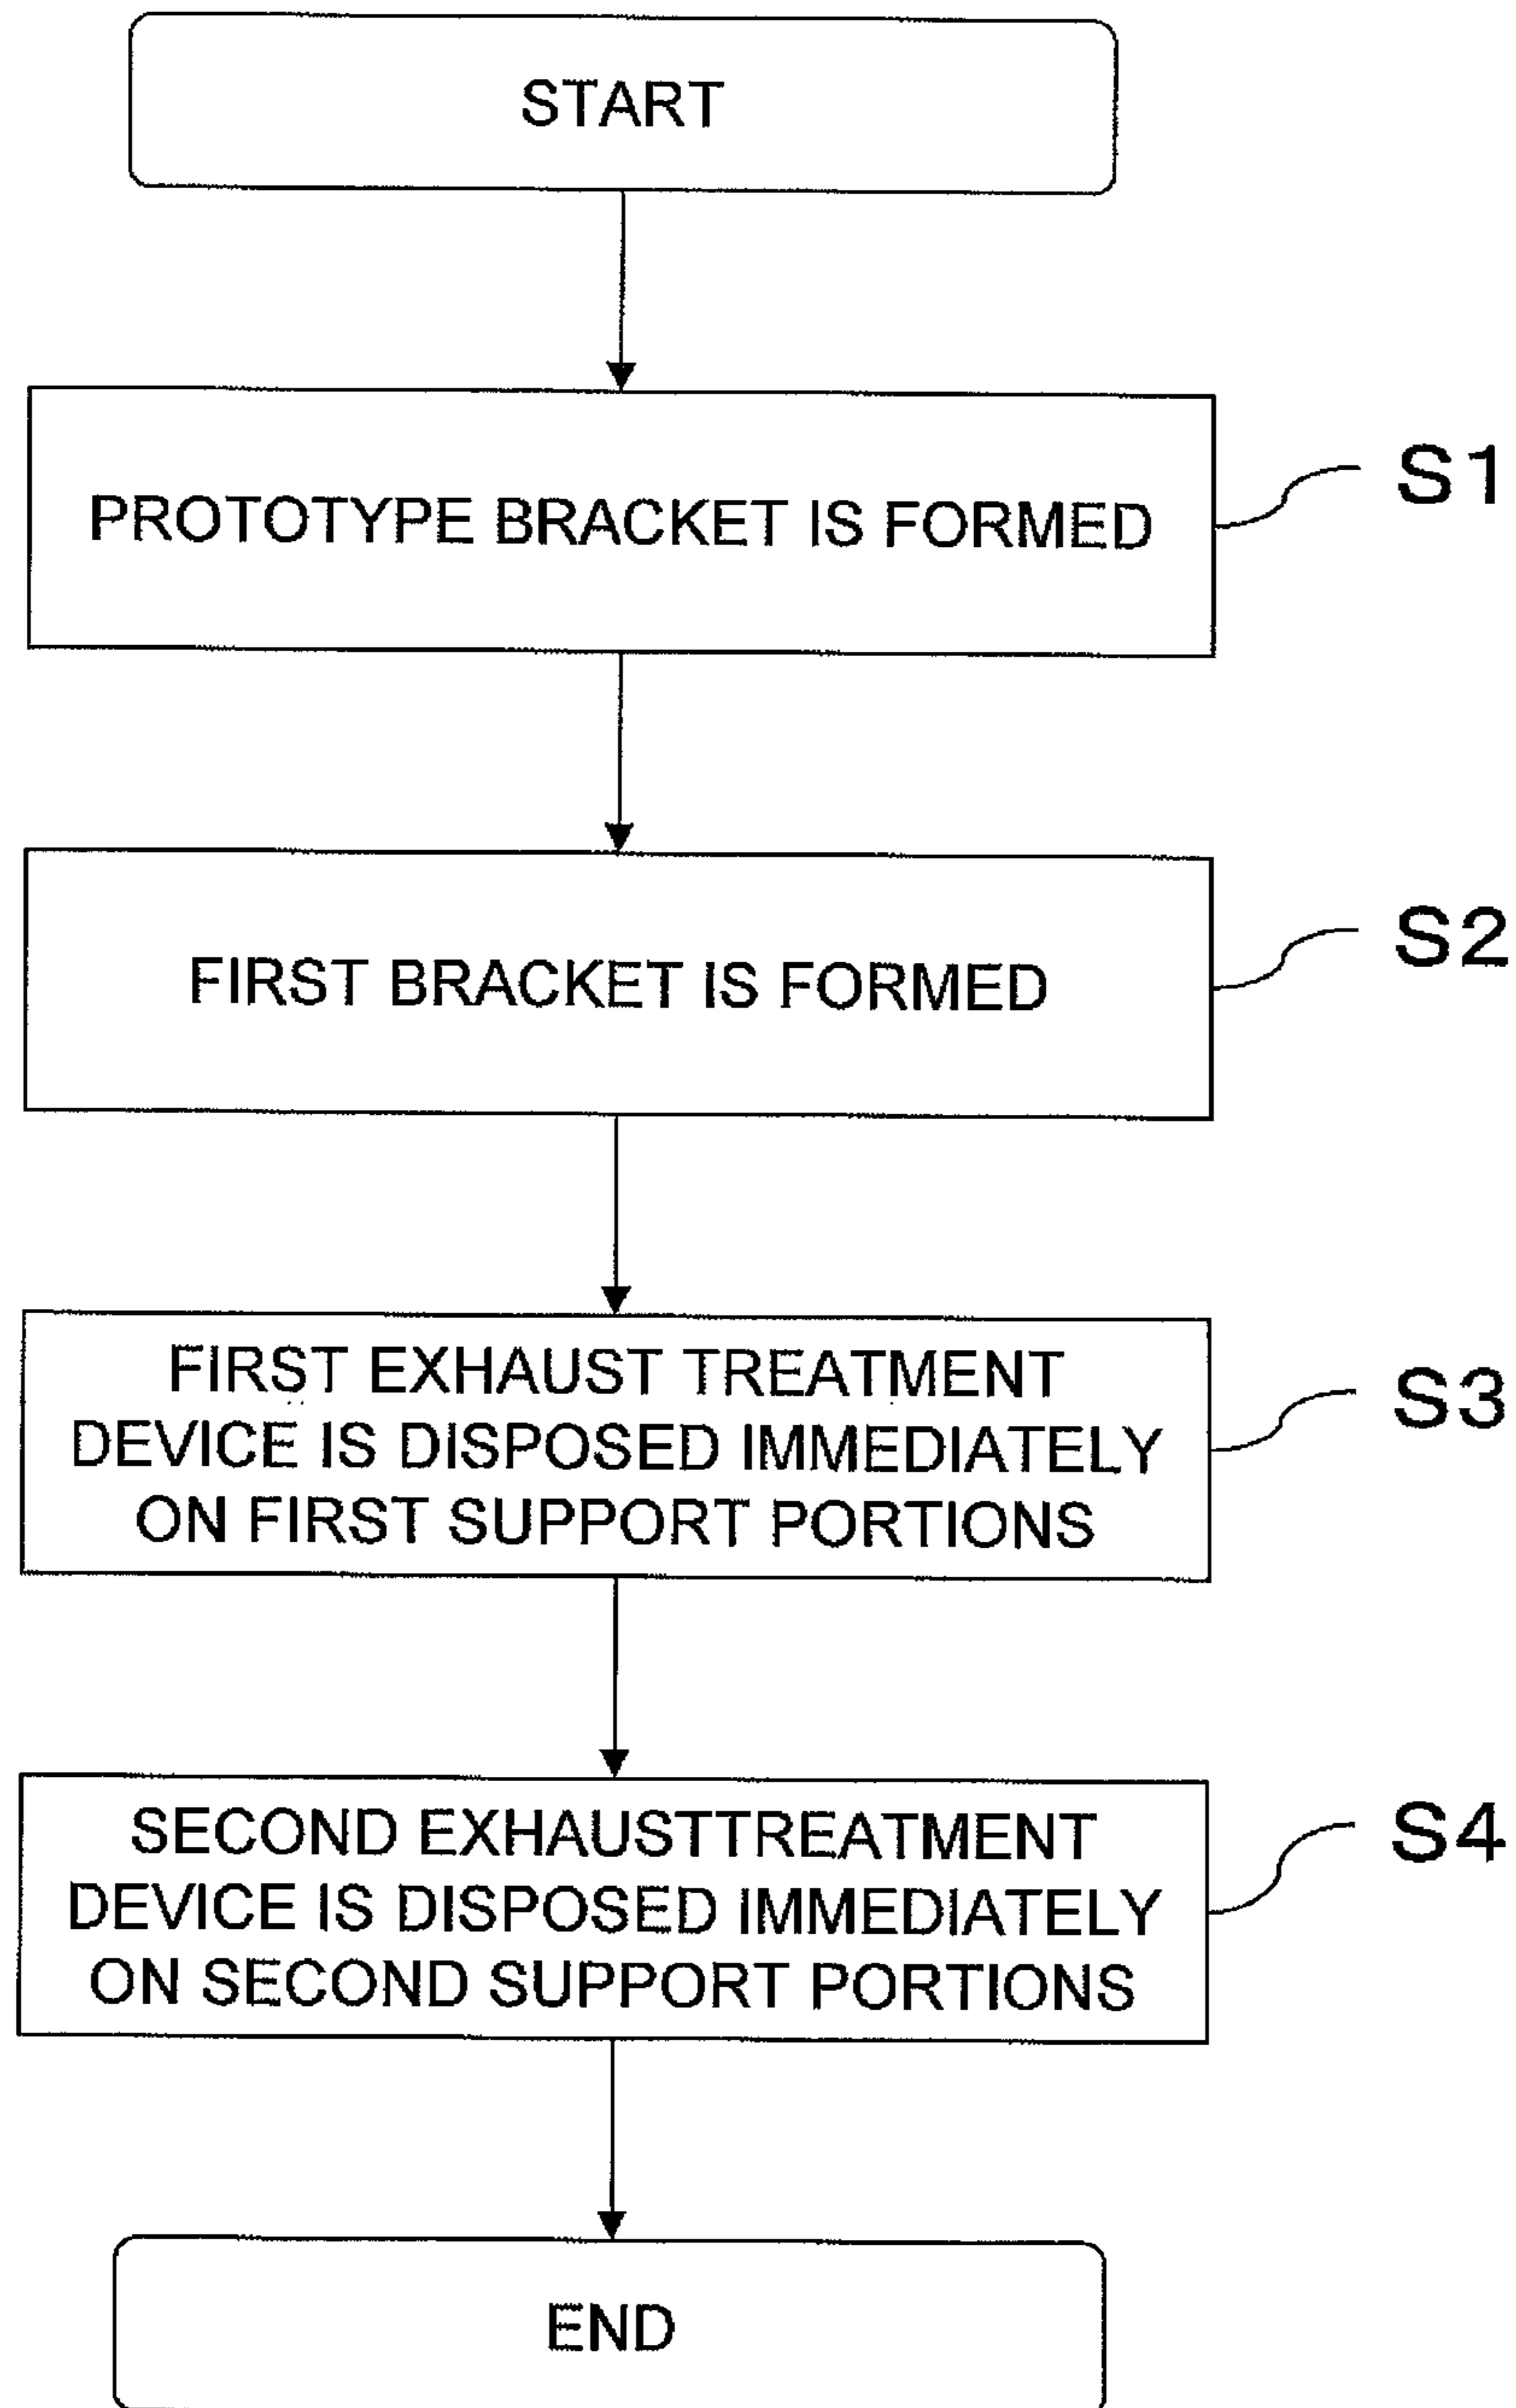 START
PROTOTYPE BRACKET IS FORMED
S1
FIRST BRACKET IS FORMED
S2
FIRST EXHAUST TREATMENT
DEVICE IS DISPOSED IMMEDIATELY
ON FIRST SUPPORT PORTIONS
S3
SECOND EXHAUSTTREATMENT
DEVICE IS DISPOSED IMMEDIATELY
ON SECOND SUPPORT PORTIONS
S4
END